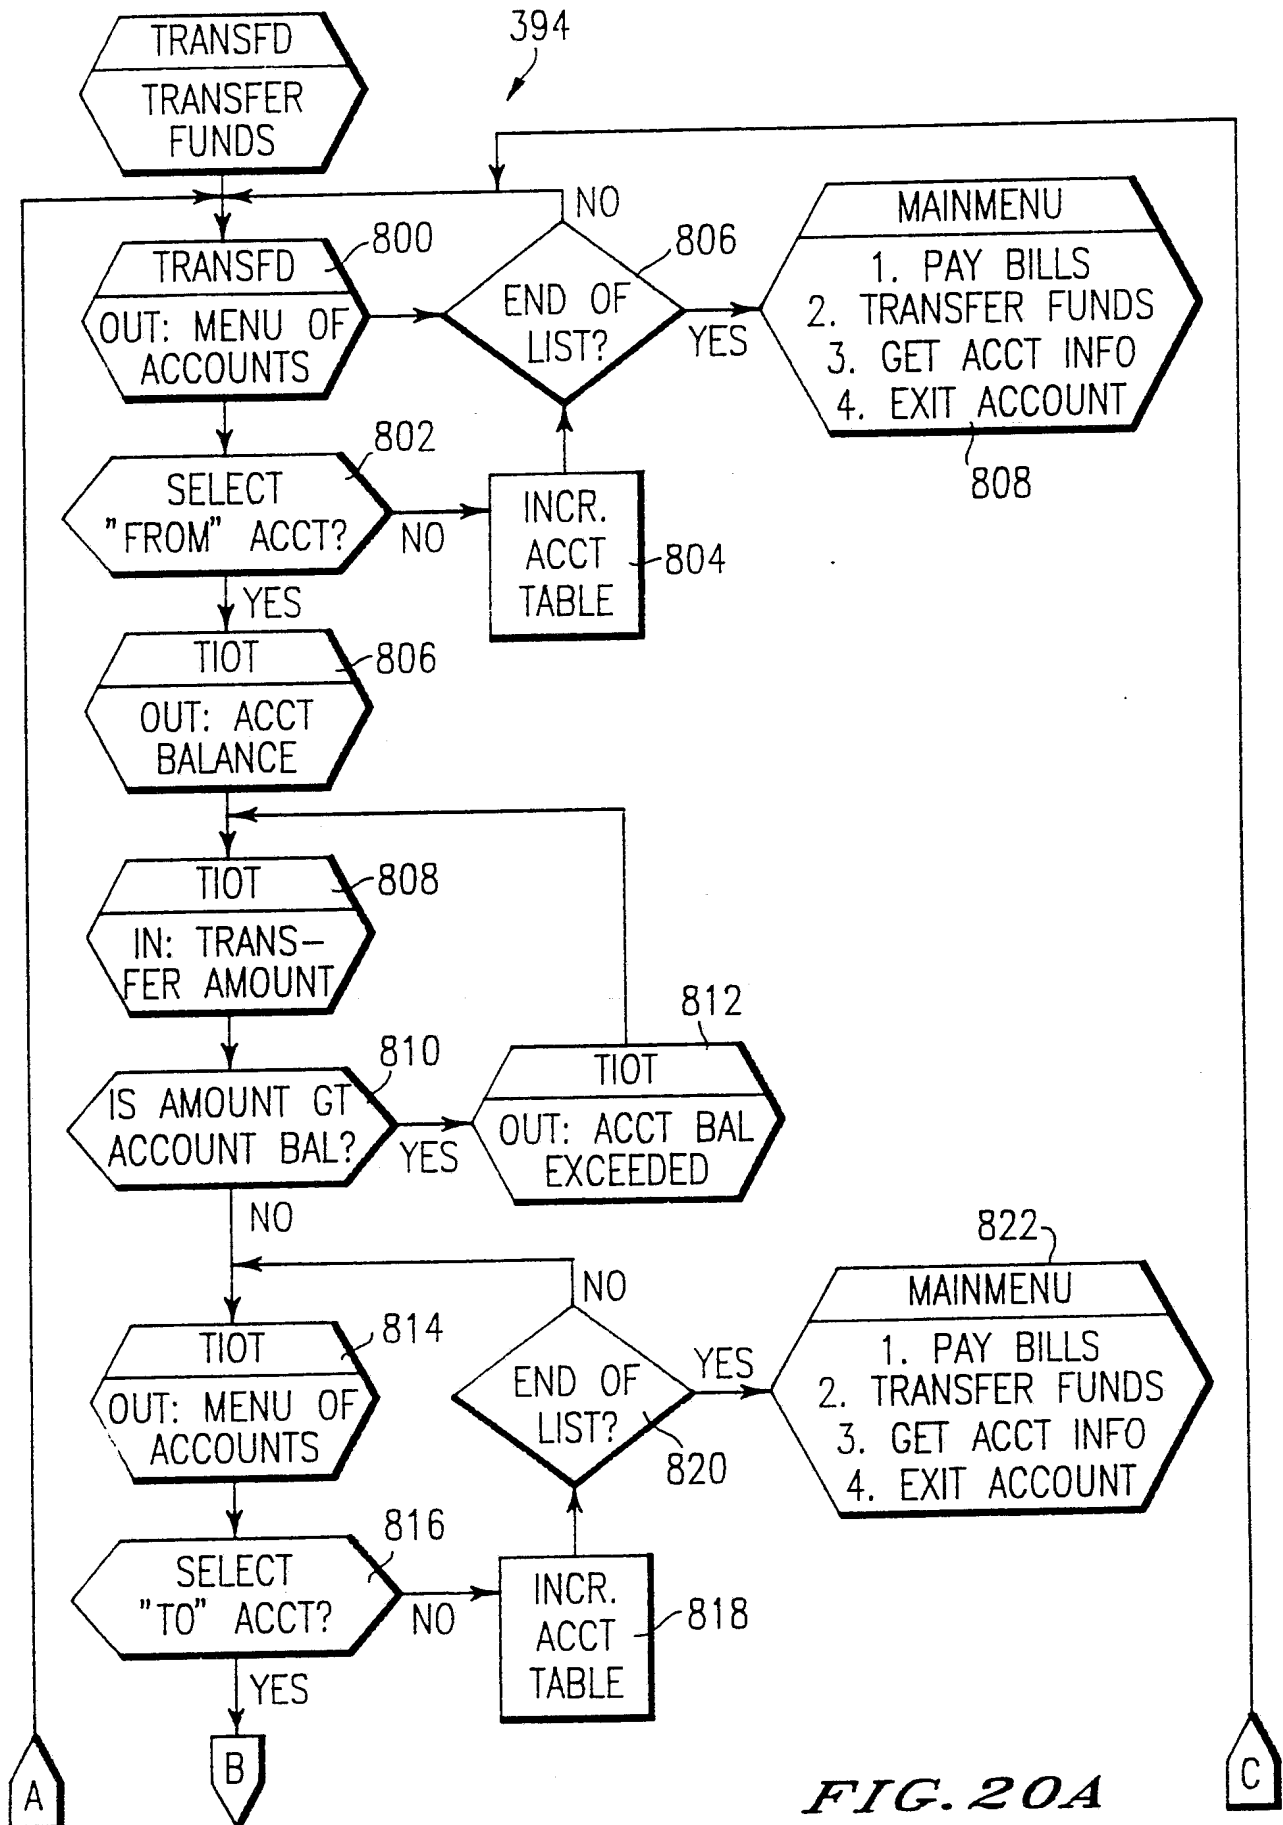 TRANSFD
TRANSFER
FUNDS
394
TRANSFD
800
OUT: MENU OF
ACCOUNTS
NO
END OF
LIST?
806
YES
MAINMENU
1. PAY BILLS
2. TRANSFER FUNDS
3. GET ACCT INFO
4. EXIT ACCOUNT
808
SELECT
"FROM" ACCT?
802
NO
INCR.
ACCT
TABLE
804
YES
TIOT
806
OUT: ACCT
BALANCE
TIOT
808
IN: TRANS-
FER AMOUNT
IS AMOUNT GT
ACCOUNT BAL?
810
YES
812
TIOT
OUT: ACCT BAL
EXCEEDED
NO
TIOT
814
OUT: MENU OF
ACCOUNTS
NO
END OF
LIST?
820
YES
822
MAINMENU
1. PAY BILLS
2. TRANSFER FUNDS
3. GET ACCT INFO
4. EXIT ACCOUNT
SELECT
"TO" ACCT?
816
NO
INCR.
ACCT
TABLE
818
YES
A
B
C
FIG. 20A